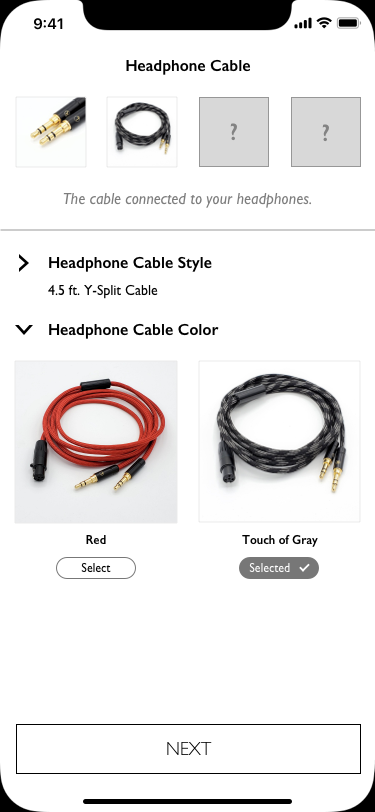 9:41
Headphone Cable
?
?
The cable connected to your headphones.
Headphone Cable Style
4.5 ft. Y-Split Cable
Headphone Cable Color
Red
Touch of Gray
Select
Selected
NEXT